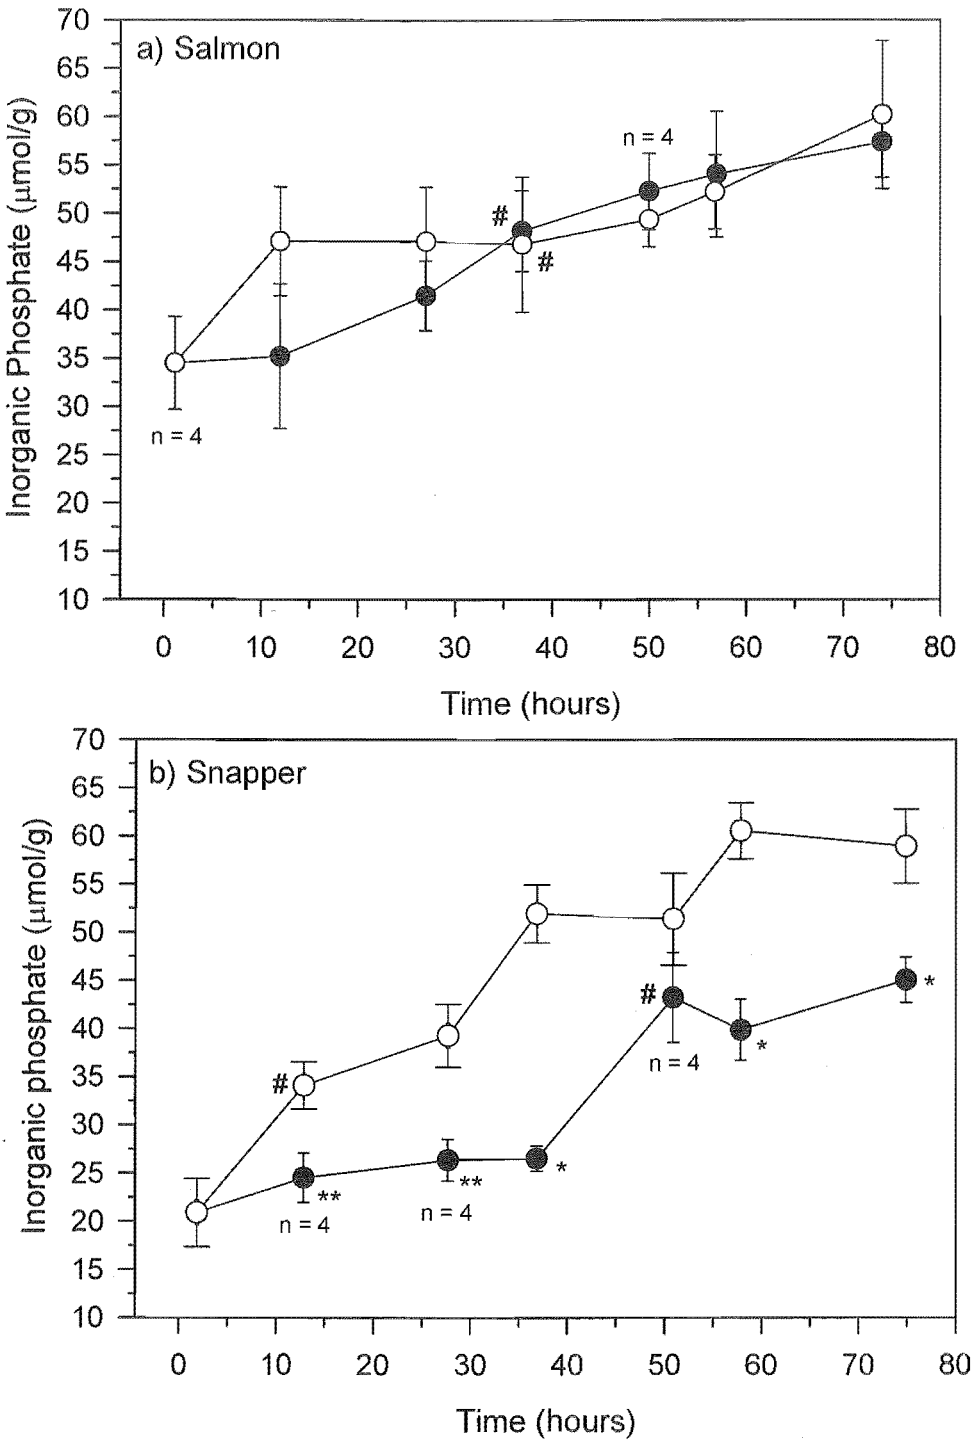 Inorganic Phosphate (μmol/g)
70
65
60
55
50
45
40
35
30
25
20
15
10
a) Salmon
n = 4
#
#
n = 4
0 10 20 30 40 50 60 70 80
Time (hours)
Inorganic phosphate (μmol/g)
70
65
60
55
50
45
40
35
30
25
20
15
10
b) Snapper
#
#
*
n = 4
*
*
**
**
n = 4
n = 4
0 10 20 30 40 50 60 70 80
Time (hours)